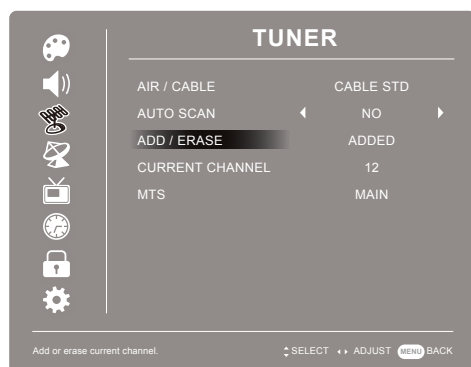 TUNER
AIR / CABLE CABLE STD
AUTO SCAN NO
ADD / ERASE ADDED
CURRENT CHANNEL 12
MTS MAIN
Add or erase current channel. SELECT ADJUST MENU BACK